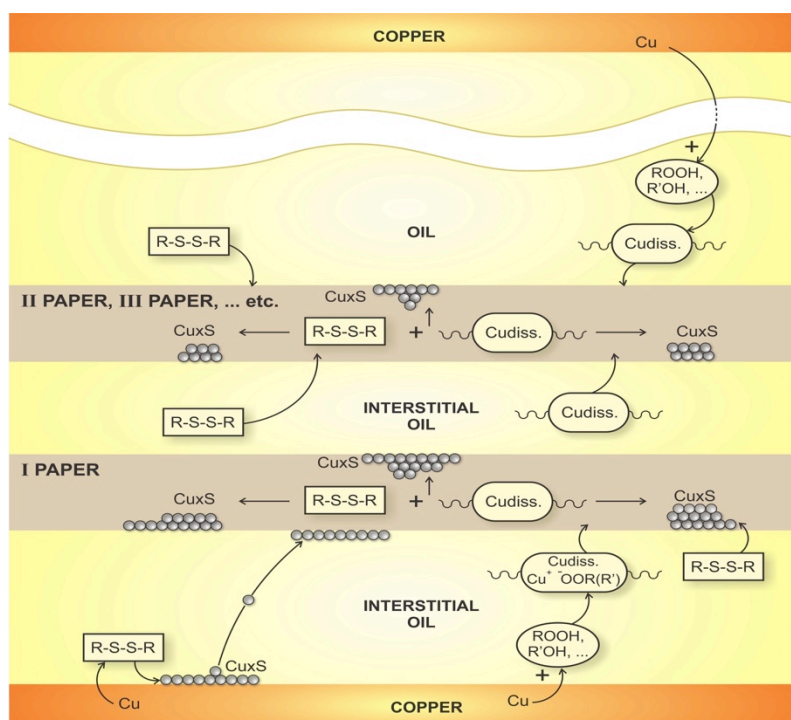 COPPER
Cu
+
ROOH,
R'OH, ...
OIL
R-S-S-R
Cudiss.
II PAPER, III PAPER, ... etc.
CuxS
CuxS
R-S-S-R
+
Cudiss.
CuxS
R-S-S-R
INTERSTITIAL
OIL
Cudiss.
I PAPER
CuxS
CuxS
R-S-S-R
+
Cudiss.
CuxS
Cudiss.
Cu⁺ ⁻OOR(R')
R-S-S-R
INTERSTITIAL
OIL
R-S-S-R
ROOH,
R'OH, ...
CuxS
+
Cu
COPPER
Cu